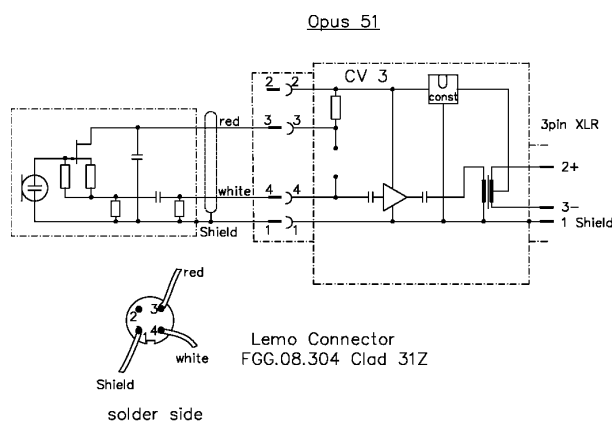 Opus 51
CV 3
2 2
const
red
3 3
3pin XLR
2+
white
4 4
3-
1 Shield
Shield
1 1
red
3
2
4
1
white
Shield
Lemo Connector
FGG.08.304 Clad 31Z
solder side